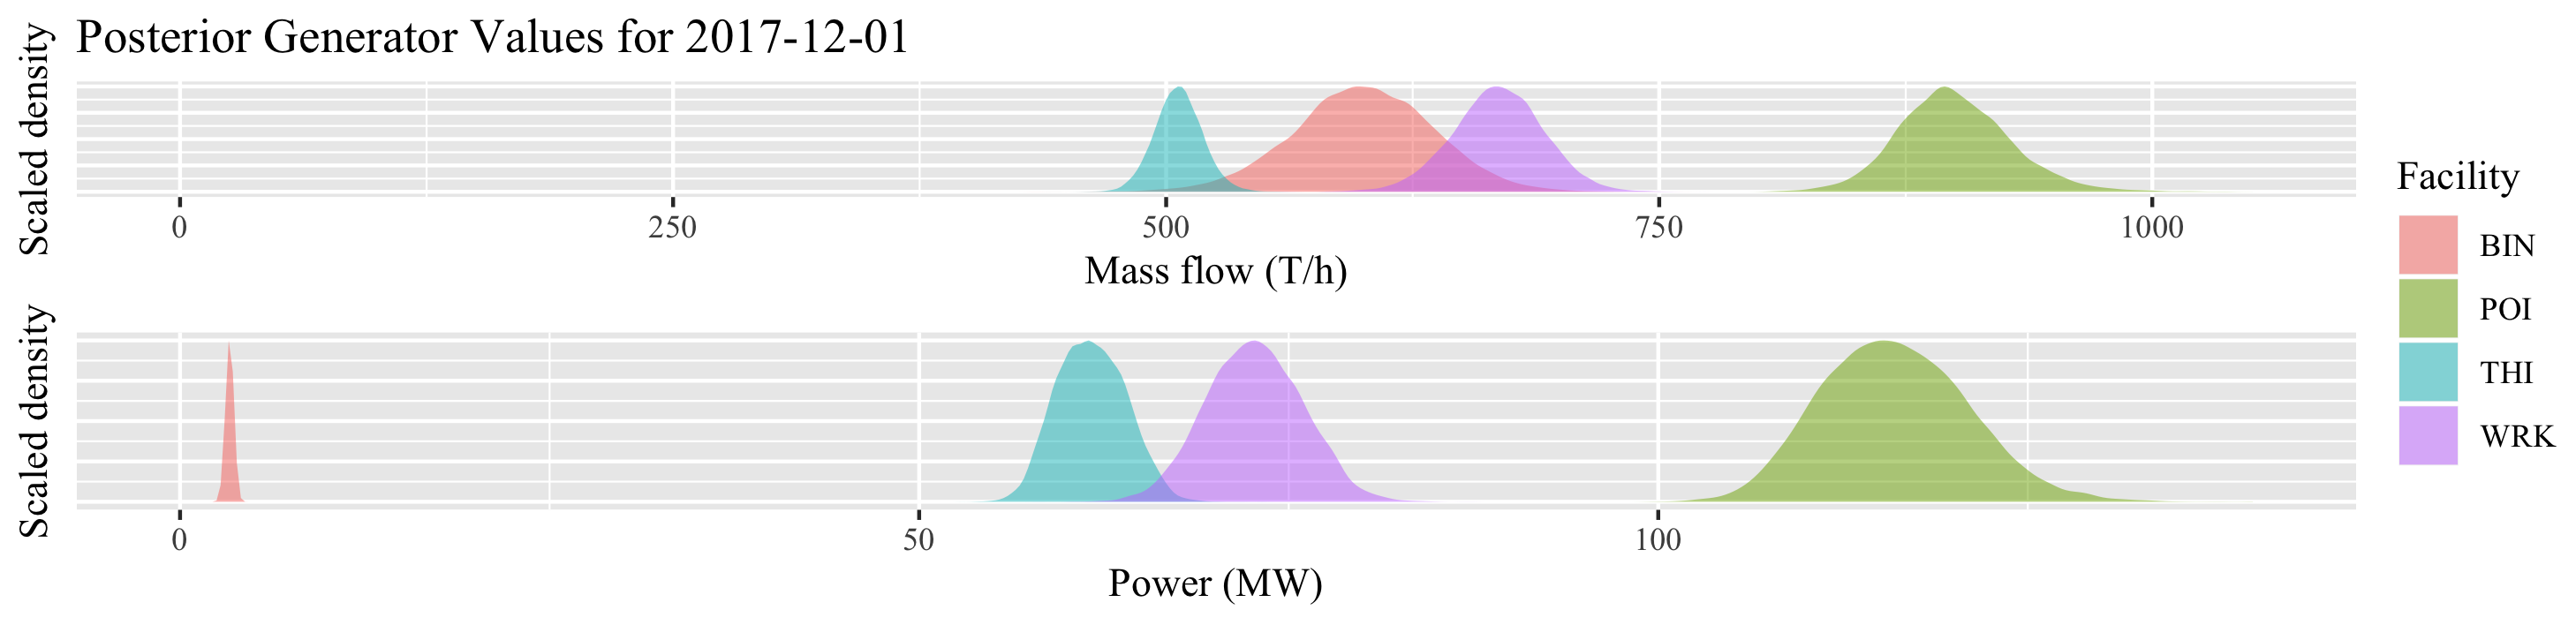 Posterior Generator Values for 2017-12-01
Scaled density
0 250 500 750 1000
Mass flow (T/h)
Scaled density
0 50 100
Power (MW)
Facility
BIN
POI
THI
WRK